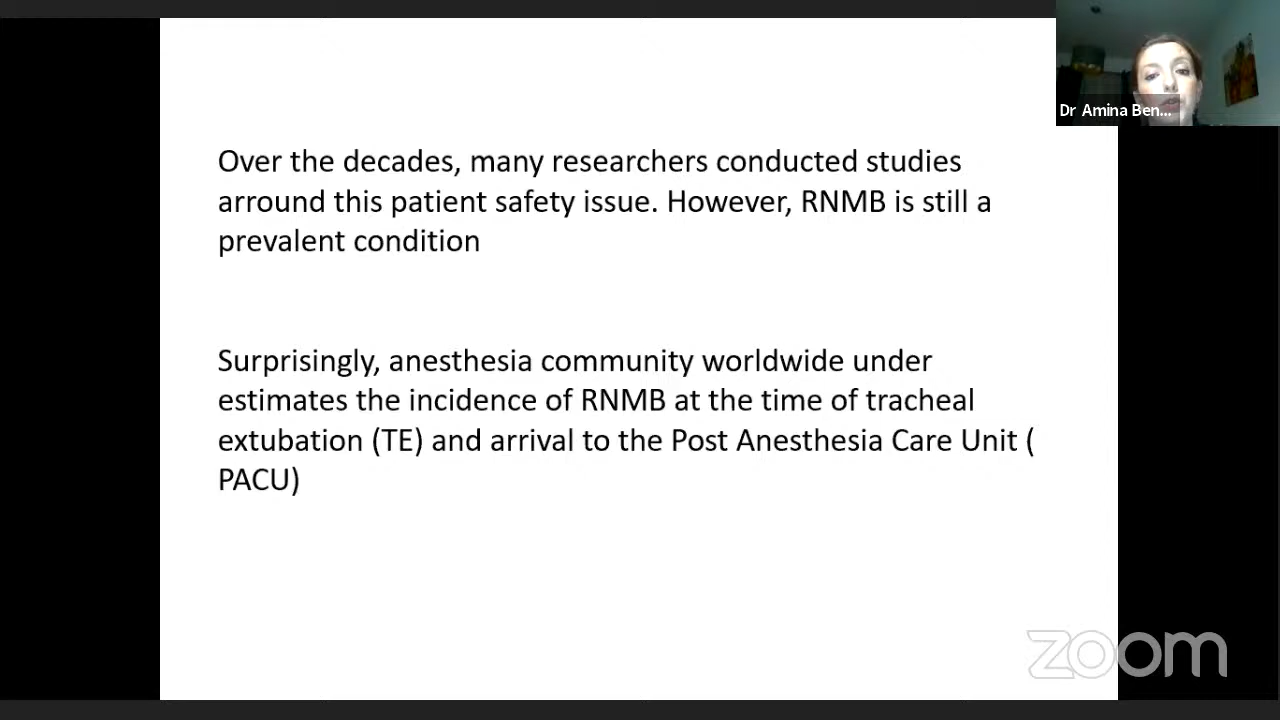 Over the decades, many researchers conducted studies
arround this patient safety issue. However, RNMB is still a
prevalent condition
Surprisingly, anesthesia community worldwide under
estimates the incidence of RNMB at the time of tracheal
extubation (TE) and arrival to the Post Anesthesia Care Unit (
PACU)
Dr Amina Ben...
zoom